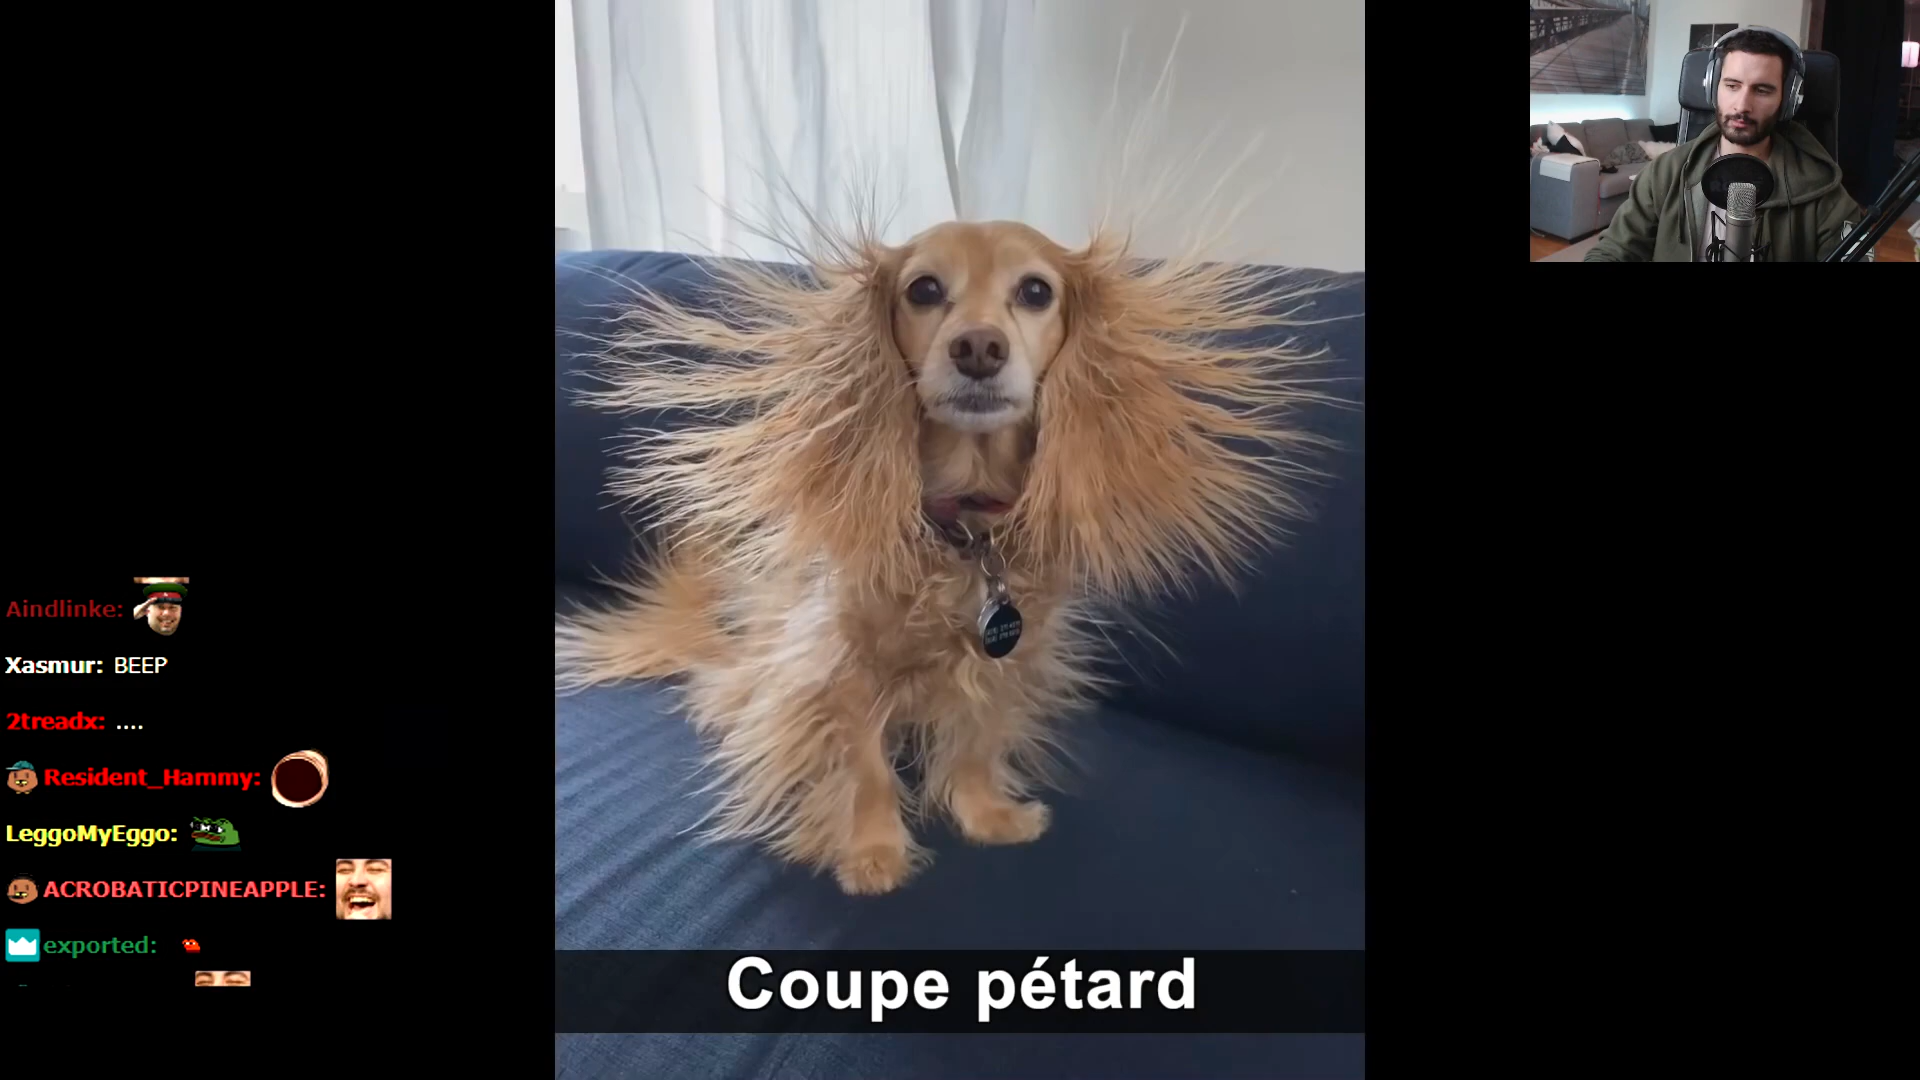 Aindlinke:
Xasmur: BEEP
2treadx: ....
Resident_Hammy:
LeggoMyEggo:
ACROBATICPINEAPPLE:
exported:
Coupe pétard